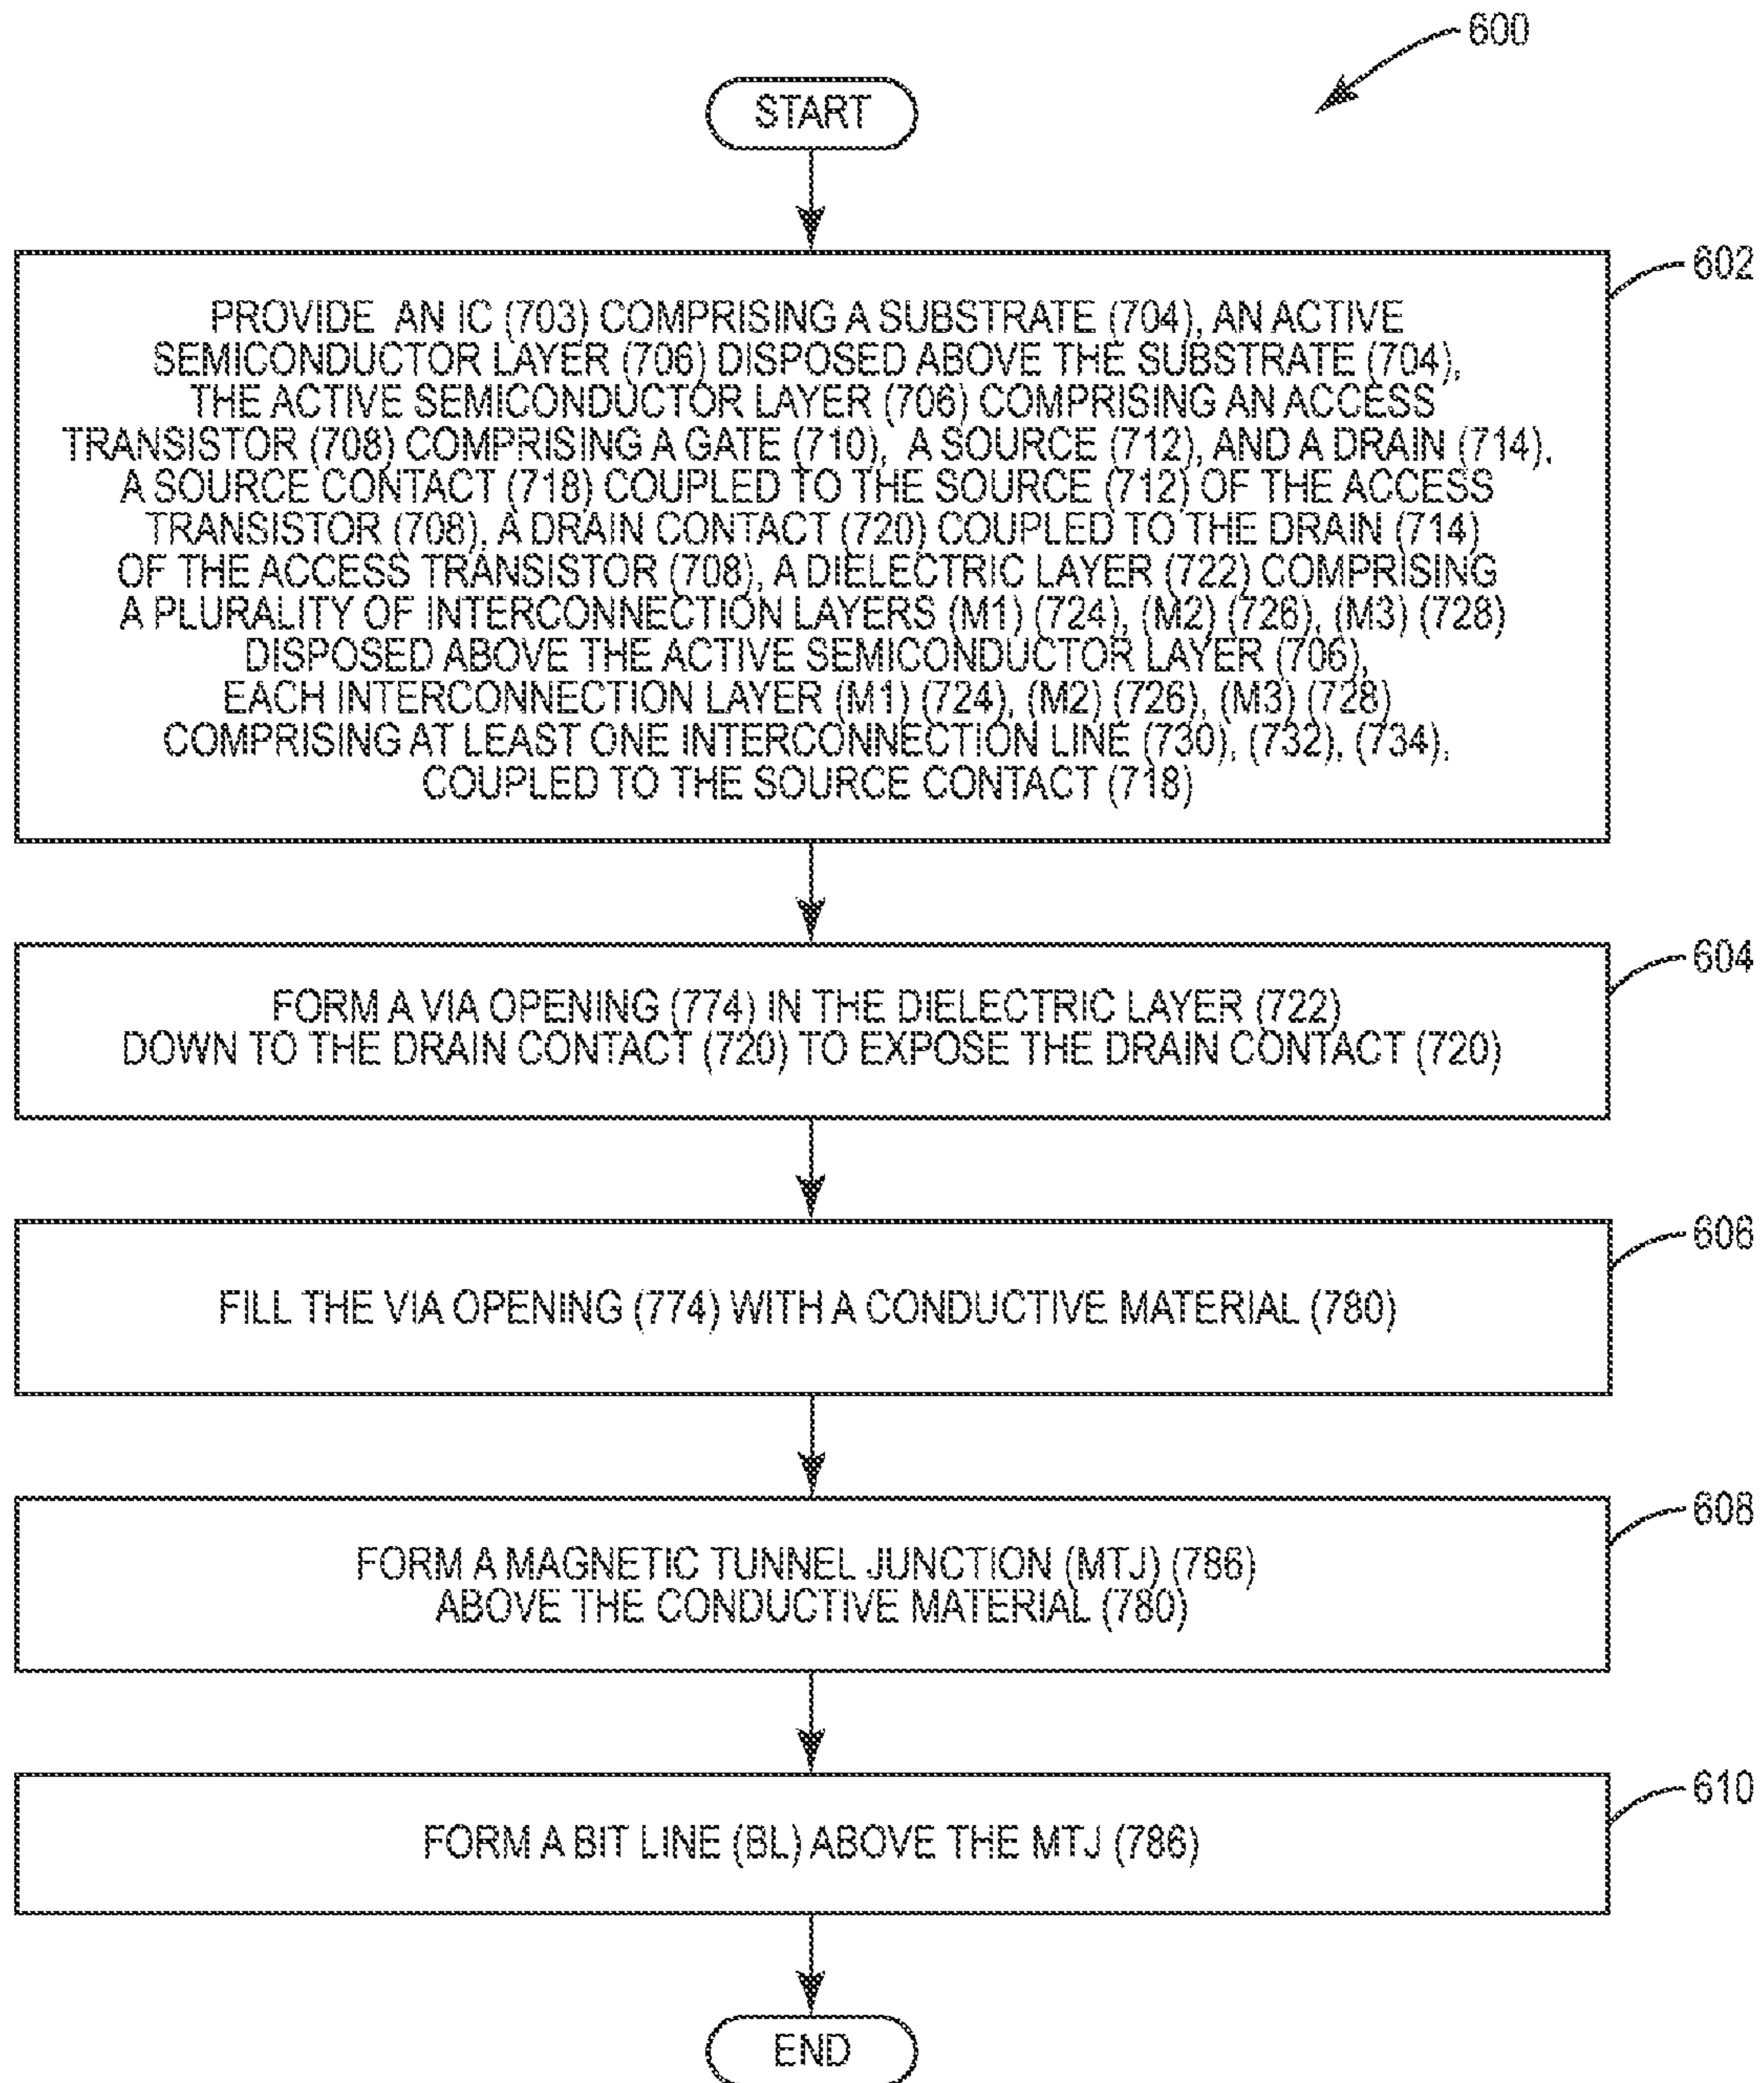 600
START
602
PROVIDE AN IC (703) COMPRISING A SUBSTRATE (704), AN ACTIVE
SEMICONDUCTOR LAYER (706) DISPOSED ABOVE THE SUBSTRATE (704),
THE ACTIVE SEMICONDUCTOR LAYER (706) COMPRISING AN ACCESS
TRANSISTOR (708) COMPRISING A GATE (710), A SOURCE (712), AND A DRAIN (714),
A SOURCE CONTACT (718) COUPLED TO THE SOURCE (712) OF THE ACCESS
TRANSISTOR (708), A DRAIN CONTACT (720) COUPLED TO THE DRAIN (714)
OF THE ACCESS TRANSISTOR (708), A DIELECTRIC LAYER (722) COMPRISING
A PLURALITY OF INTERCONNECTION LAYERS (M1) (724), (M2) (726), (M3) (728)
DISPOSED ABOVE THE ACTIVE SEMICONDUCTOR LAYER (706),
EACH INTERCONNECTION LAYER (M1) (724), (M2) (726), (M3) (728)
COMPRISING AT LEAST ONE INTERCONNECTION LINE (730), (732), (734),
COUPLED TO THE SOURCE CONTACT (718)
604
FORM A VIA OPENING (774) IN THE DIELECTRIC LAYER (722)
DOWN TO THE DRAIN CONTACT (720) TO EXPOSE THE DRAIN CONTACT (720)
606
FILL THE VIA OPENING (774) WITH A CONDUCTIVE MATERIAL (780)
608
FORM A MAGNETIC TUNNEL JUNCTION (MTJ) (786)
ABOVE THE CONDUCTIVE MATERIAL (780)
610
FORM A BIT LINE (BL) ABOVE THE MTJ (786)
END